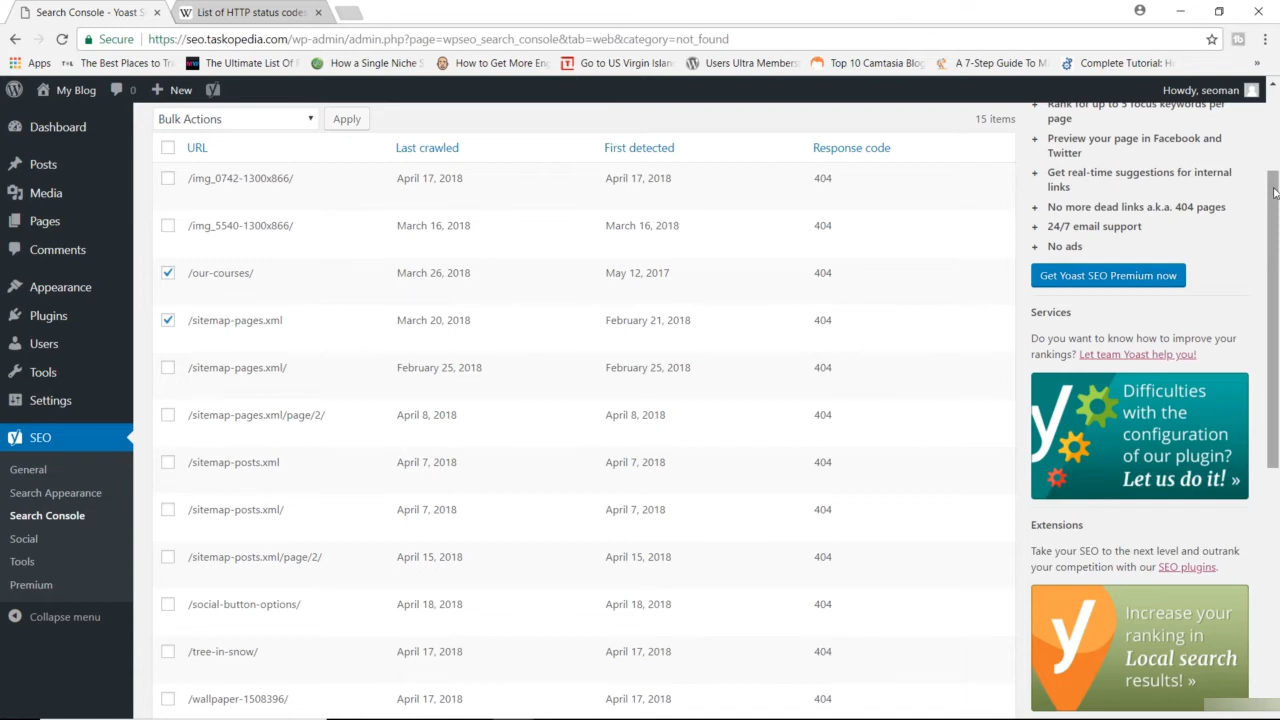 Search Console - Yoast S
List of HTTP status codes
Secure
https://seo.taskopedia.com/wp-admin/admin.php?page=wpseo_search_console&tab=web&category=not_found
Apps
The Best Places to Tr
The Ultimate List Of F
How a Single Niche S
How to Get More En
Go to US Virgin Islan
Users Ultra Members
Top 10 Camtasia Blog
A 7-Step Guide To M
Complete Tutorial: H
»
My Blog
0
New
Howdy, seoman
Dashboard
Posts
Media
Pages
Comments
Appearance
Plugins
Users
Tools
Settings
SEO
General
Search Appearance
Search Console
Social
Tools
Premium
Collapse menu
Bulk Actions
Apply
15 items
URL Last crawled First detected Response code
/img_0742-1300x866/ April 17, 2018 April 17, 2018 404
/img_5540-1300x866/ March 16, 2018 March 16, 2018 404
/our-courses/ March 26, 2018 May 12, 2017 404
/sitemap-pages.xml March 20, 2018 February 21, 2018 404
/sitemap-pages.xml/ February 25, 2018 February 25, 2018 404
/sitemap-pages.xml/page/2/ April 8, 2018 April 8, 2018 404
/sitemap-posts.xml April 7, 2018 April 7, 2018 404
/sitemap-posts.xml/ April 7, 2018 April 7, 2018 404
/sitemap-posts.xml/page/2/ April 15, 2018 April 15, 2018 404
/social-button-options/ April 18, 2018 April 18, 2018 404
/tree-in-snow/ April 17, 2018 April 17, 2018 404
/wallpaper-1508396/ April 17, 2018 April 17, 2018 404
Rank for up to 5 focus keywords per
page
+ Preview your page in Facebook and
Twitter
+ Get real-time suggestions for internal
links
+ No more dead links a.k.a. 404 pages
+ 24/7 email support
+ No ads
Get Yoast SEO Premium now
Services
Do you want to know how to improve your
rankings? Let team Yoast help you!
Difficulties
with the
configuration
of our plugin?
Let us do it! »
Extensions
Take your SEO to the next level and outrank
your competition with our SEO plugins.
Increase your
ranking in
Local search
results! »